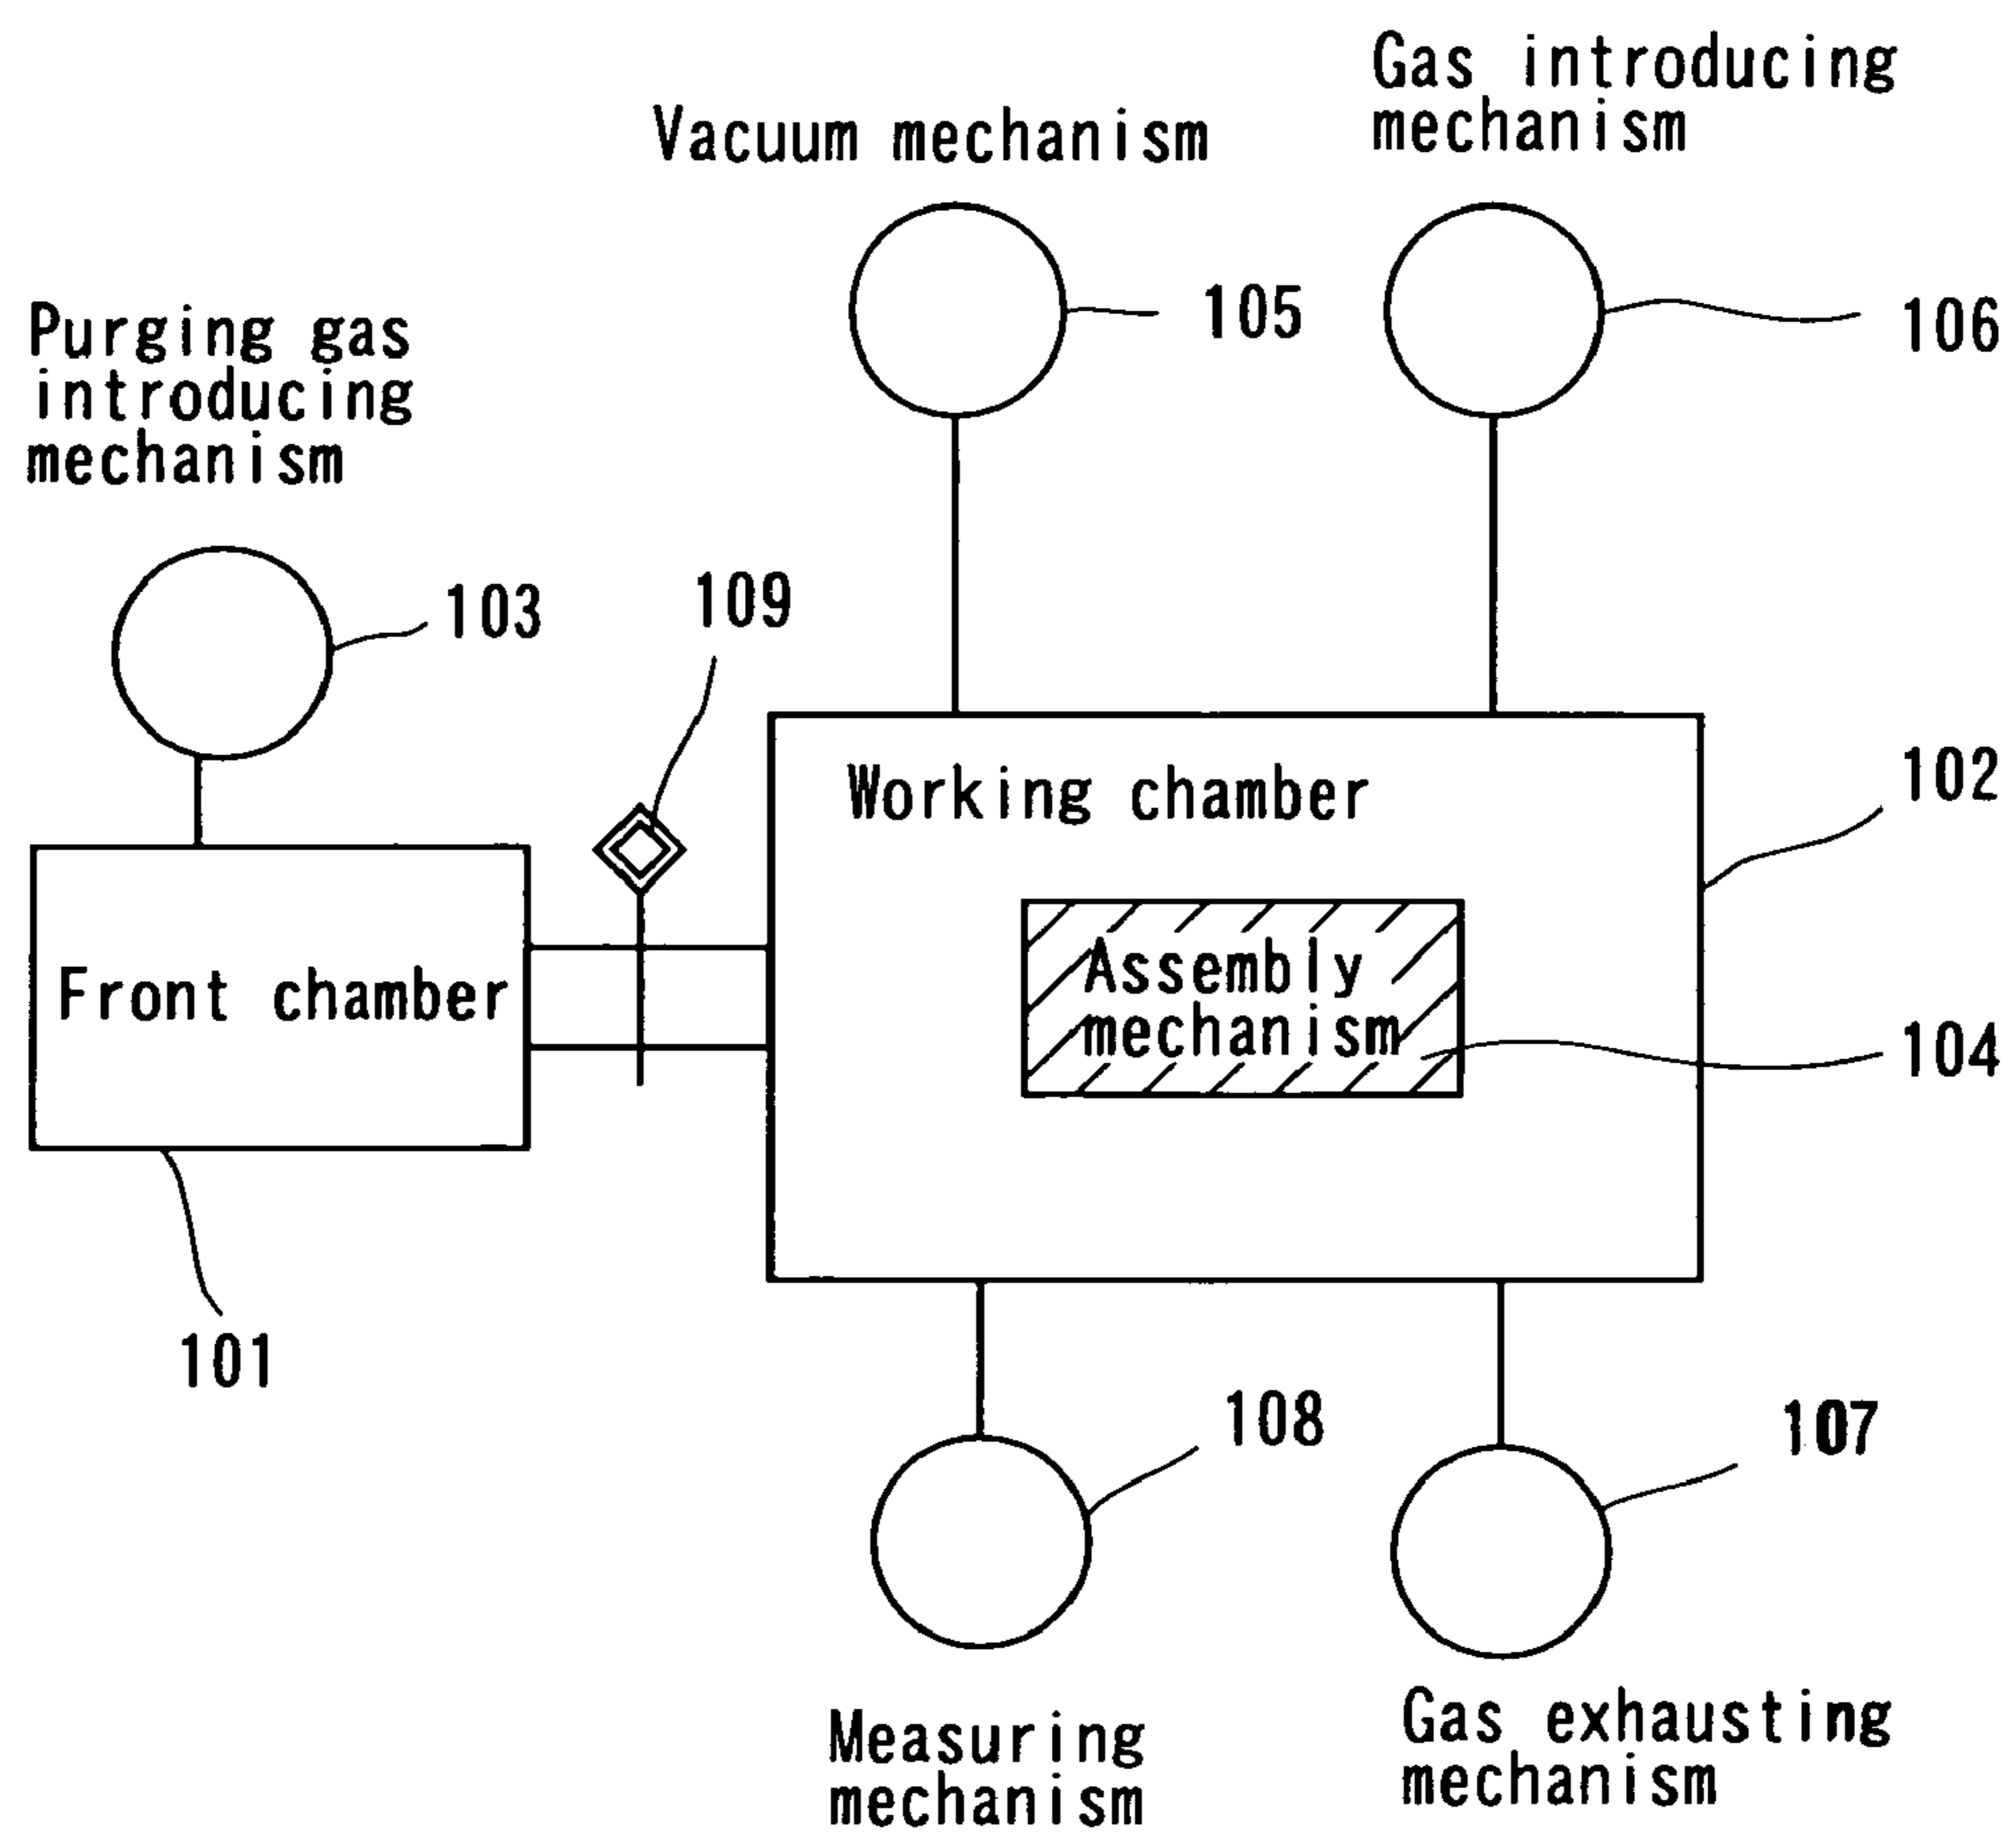 Gas introducing
mechanism
Vacuum mechanism
105
106
Purging gas
introducing
mechanism
103
109
Working chamber
102
Front chamber
Assembly
mechanism
104
101
108
107
Measuring
mechanism
Gas exhausting
mechanism